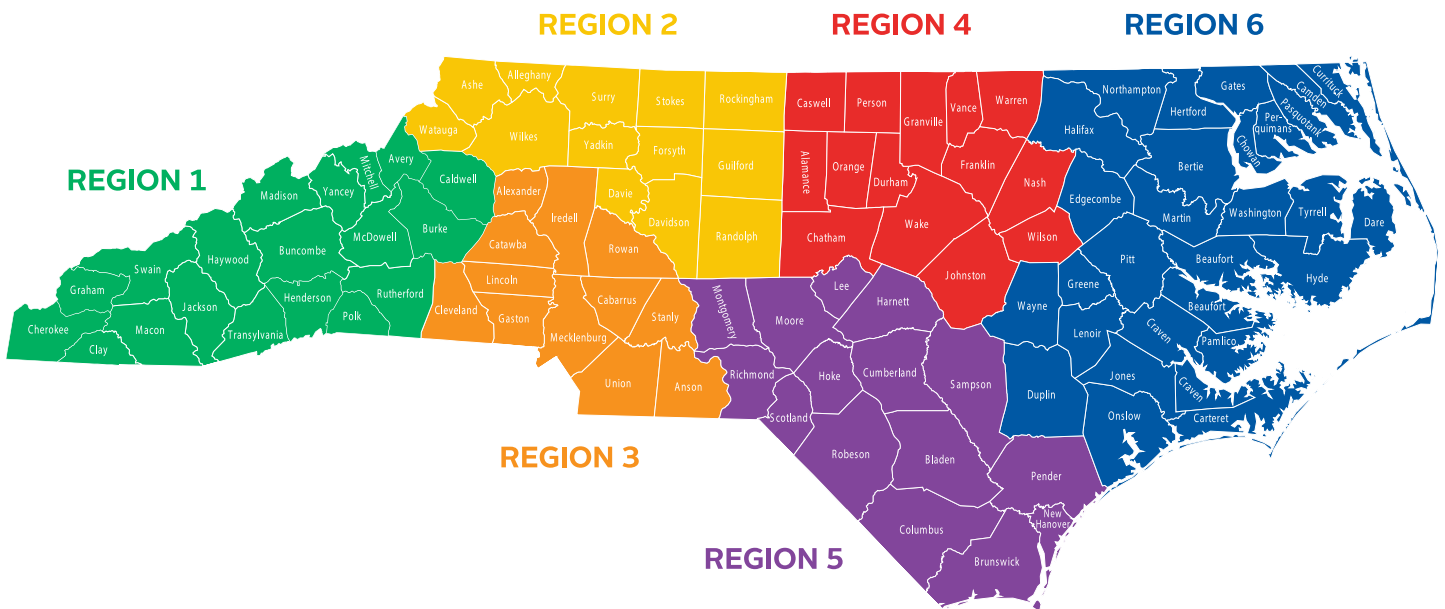 REGION 2
REGION 4
REGION 6
Ashe
Alleghany
Surry
Stokes
Rockingham
Watauga
Wilkes
Yadkin
Forsyth
Guilford
Davie
Davidson
Randolph
Caswell
Person
Granville
Vance
Warren
Alamance
Orange
Durham
Franklin
Nash
Wake
Chatham
Wilson
Johnston
Northampton
Gates
Currituck
Camden
Pasquotank
Per-
quimans
Chowan
Hertford
Halifax
Bertie
Edgecombe
Martin
Washington
Tyrrell
Dare
Pitt
Beaufort
Hyde
Wayne
Greene
Beaufort
Lenoir
Craven
Pamlico
Jones
Craven
Duplin
Onslow
Carteret
REGION 1
Avery
Mitchell
Caldwell
Madison
Yancey
Burke
McDowell
Buncombe
Haywood
Swain
Graham
Jackson
Henderson
Rutherford
Polk
Transylvania
Macon
Cherokee
Clay
Alexander
Iredell
Catawba
Rowan
Lincoln
Cleveland
Gaston
Cabarrus
Stanly
Mecklenburg
Union
Anson
REGION 3
Montgomery
Moore
Lee
Harnett
Richmond
Hoke
Cumberland
Sampson
Scotland
Robeson
Bladen
Pender
New
Hanover
Columbus
Brunswick
REGION 5